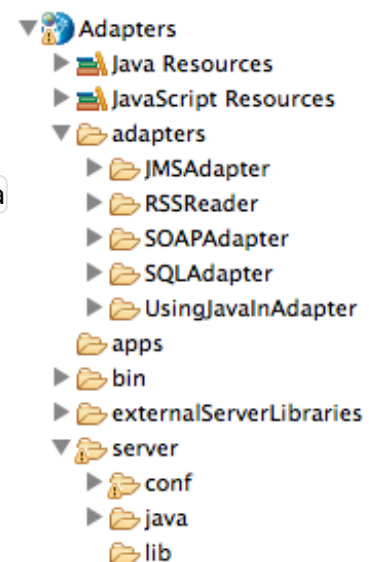 Adapters
Java Resources
JavaScript Resources
adapters
JMSAdapter
a
RSSReader
SOAPAdapter
SQLAdapter
UsingJavaInAdapter
apps
bin
externalServerLibraries
server
conf
java
lib